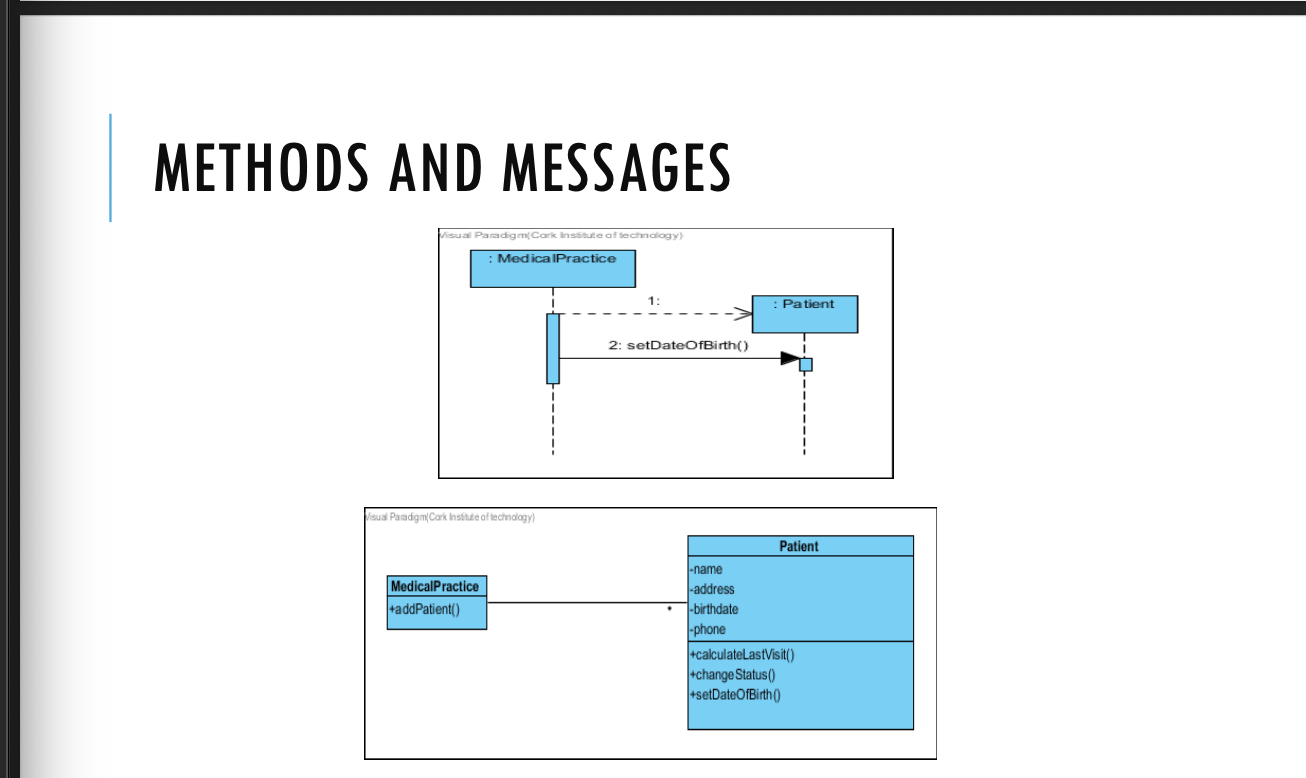 METHODS AND MESSAGES
Visual Paradigm(Cork Institute of technology)
: MedicalPractice
1:
: Patient
2: setDateOfBirth()
Visual Paradigm(Cork Institute of technology)
Patient
-name
MedicalPractice
-address
+addPatient()
*
-birthdate
-phone
+calculateLastVisit()
+changeStatus()
+setDateOfBirth()